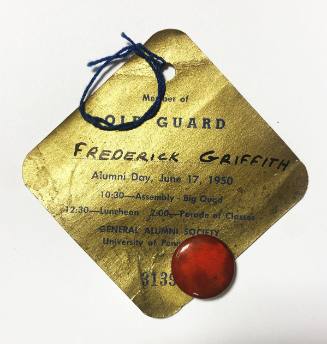 Member of
OLD GUARD
FREDERICK GRIFFITH
Alumni Day, June 17, 1950
10:30—Assembly - Big Quad
12:30—Luncheon 2:00—Parade of Classes
GENERAL ALUMNI SOCIETY
University of